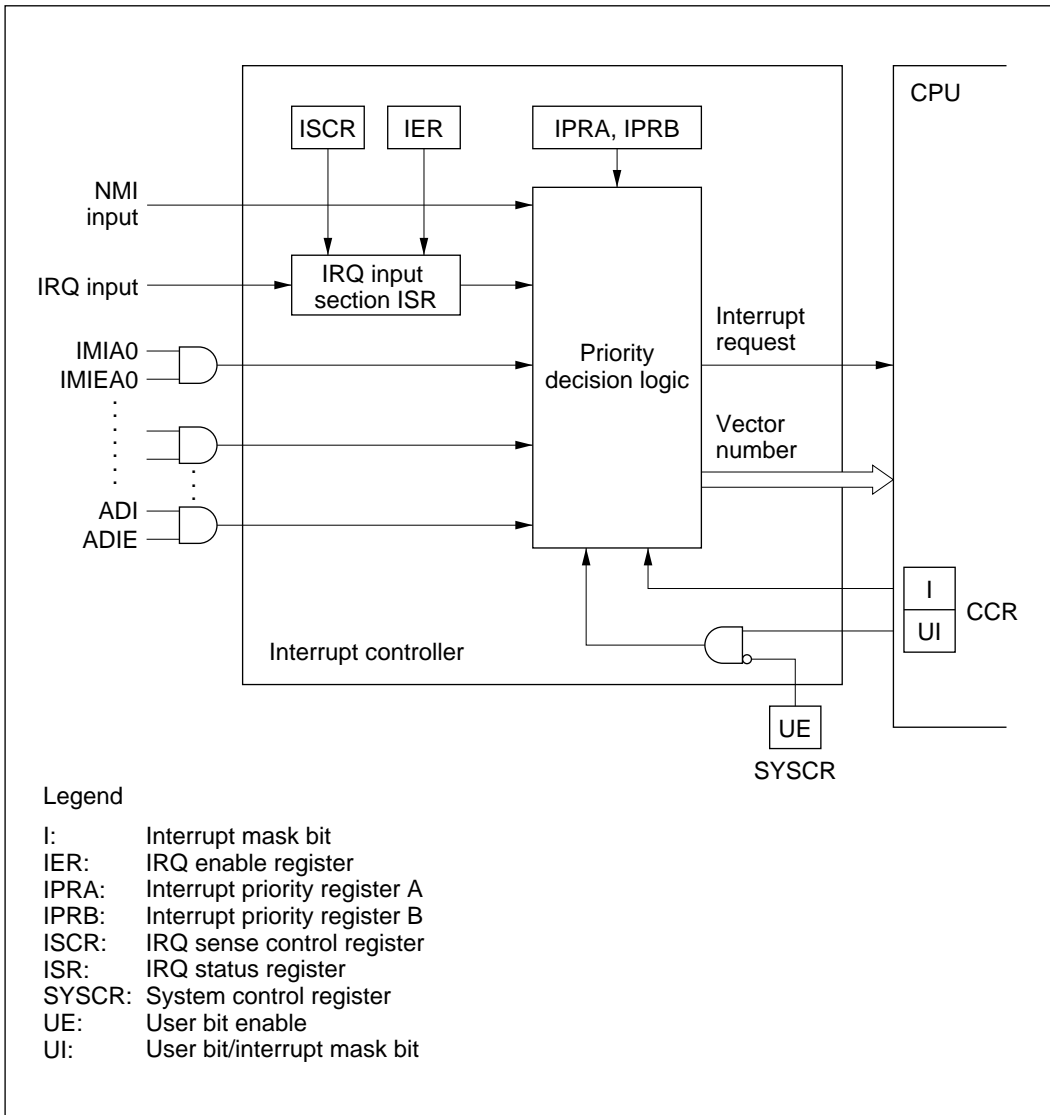 CPU
ISCR
IER
IPRA, IPRB
NMI
input
IRQ input
IRQ input
section ISR
IMIA0
IMIEA0
Priority
decision logic
Interrupt
request
Vector
number
ADI
ADIE
I
UI
CCR
Interrupt controller
UE
SYSCR
Legend
I: Interrupt mask bit
IER: IRQ enable register
IPRA: Interrupt priority register A
IPRB: Interrupt priority register B
ISCR: IRQ sense control register
ISR: IRQ status register
SYSCR: System control register
UE: User bit enable
UI: User bit/interrupt mask bit